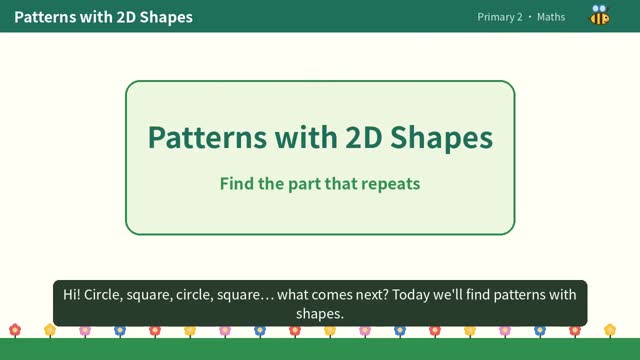 Patterns with 2D Shapes
Primary 2 • Maths
Patterns with 2D Shapes
Find the part that repeats
Hi! Circle, square, circle, square… what comes next? Today we'll find patterns with
shapes.